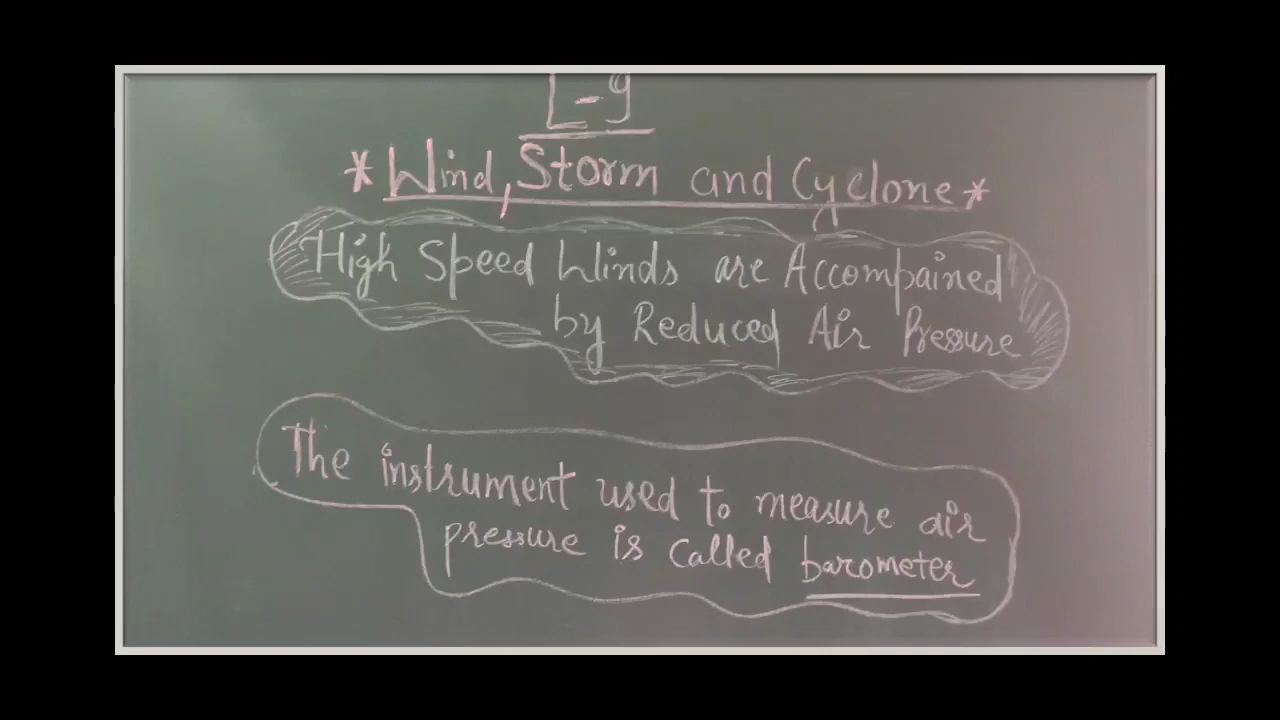 L-9
*Wind, Storm and Cyclone*
High Speed Winds are Accompained
by Reduced Air Pressure
The instrument used to measure air
pressure is called barometer